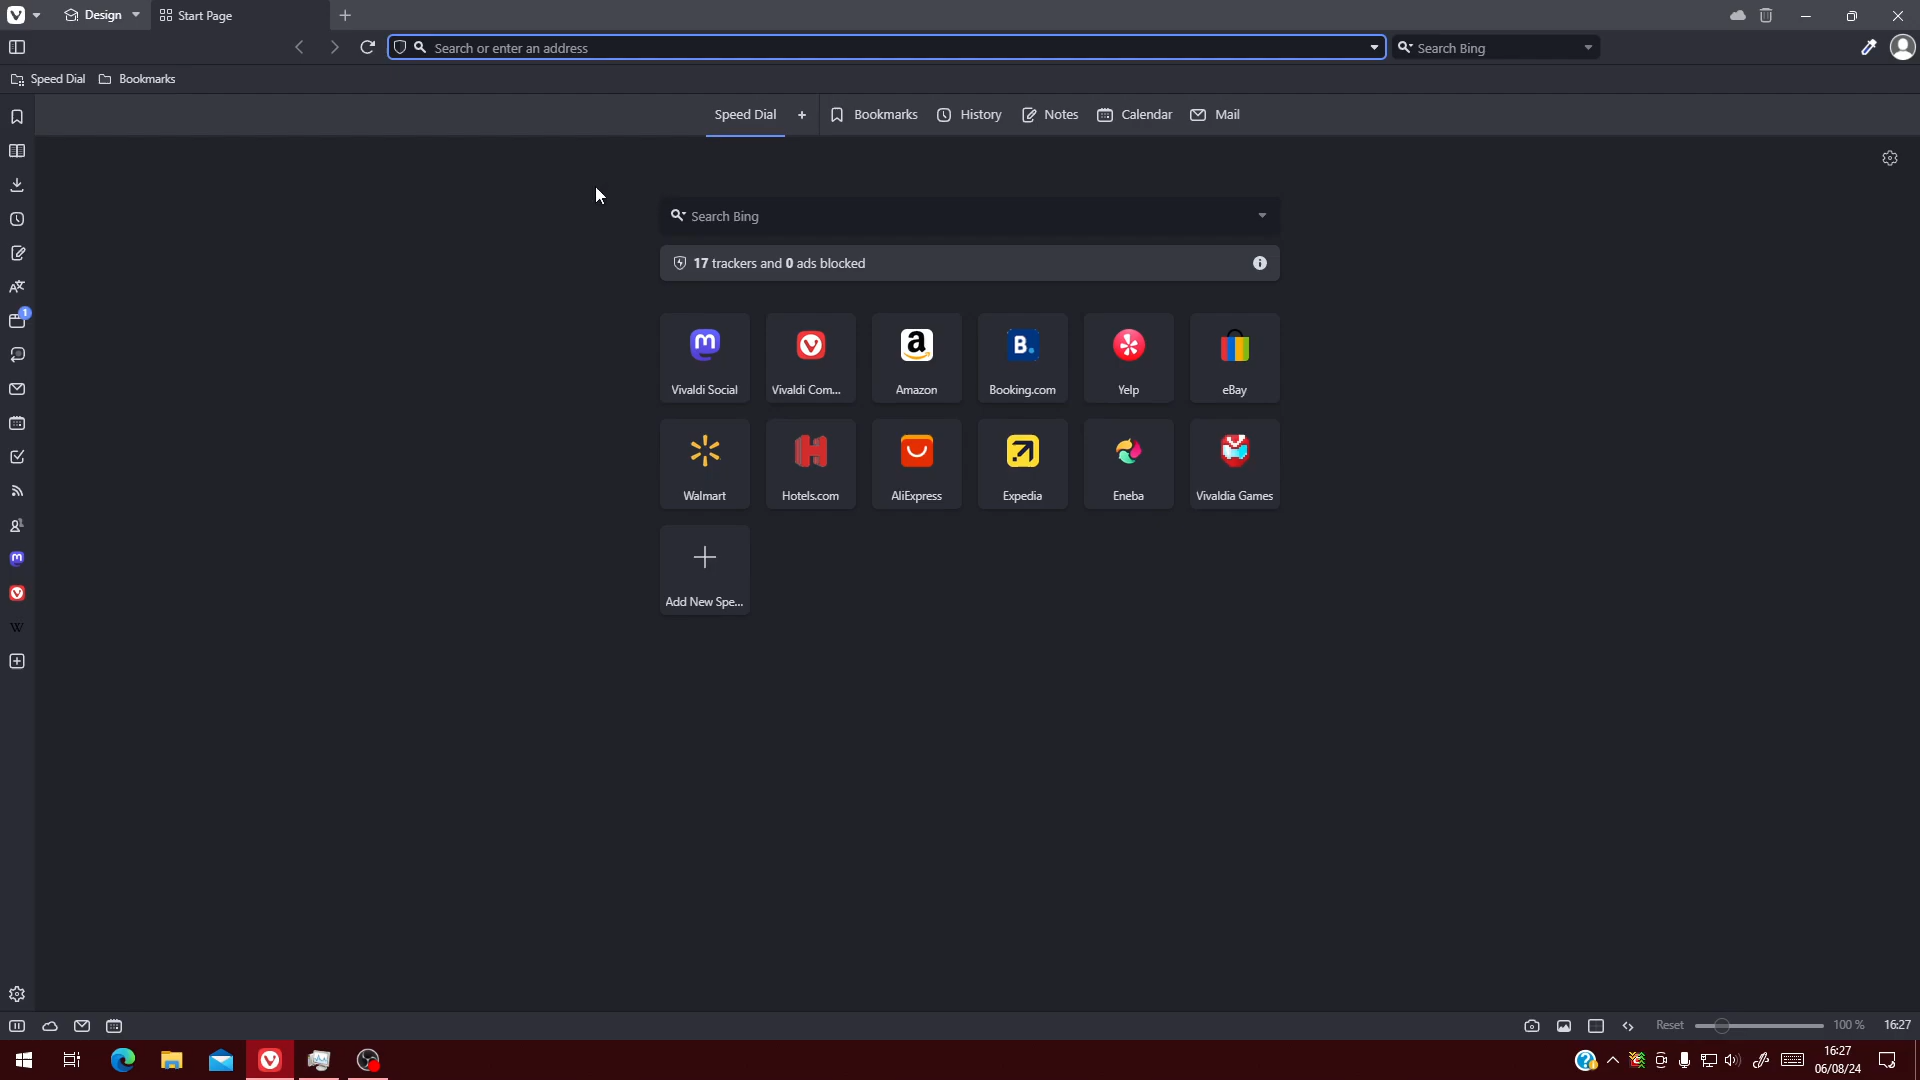 Design
Start Page
Search or enter an address
Search Bing
Speed Dial
Bookmarks
Speed Dial
Bookmarks
History
Notes
Calendar
Mail
Search Bing
17 trackers and 0 ads blocked
1
m
Vivaldi Social
Vivaldi Com...
a
Amazon
B.
Booking.com
Yelp
eBay
Walmart
H
Hotels.com
AliExpress
Expedia
Eneba
Vivaldia Games
Add New Spe...
m
W
Reset
100 %
16:27
16:27
06/08/24